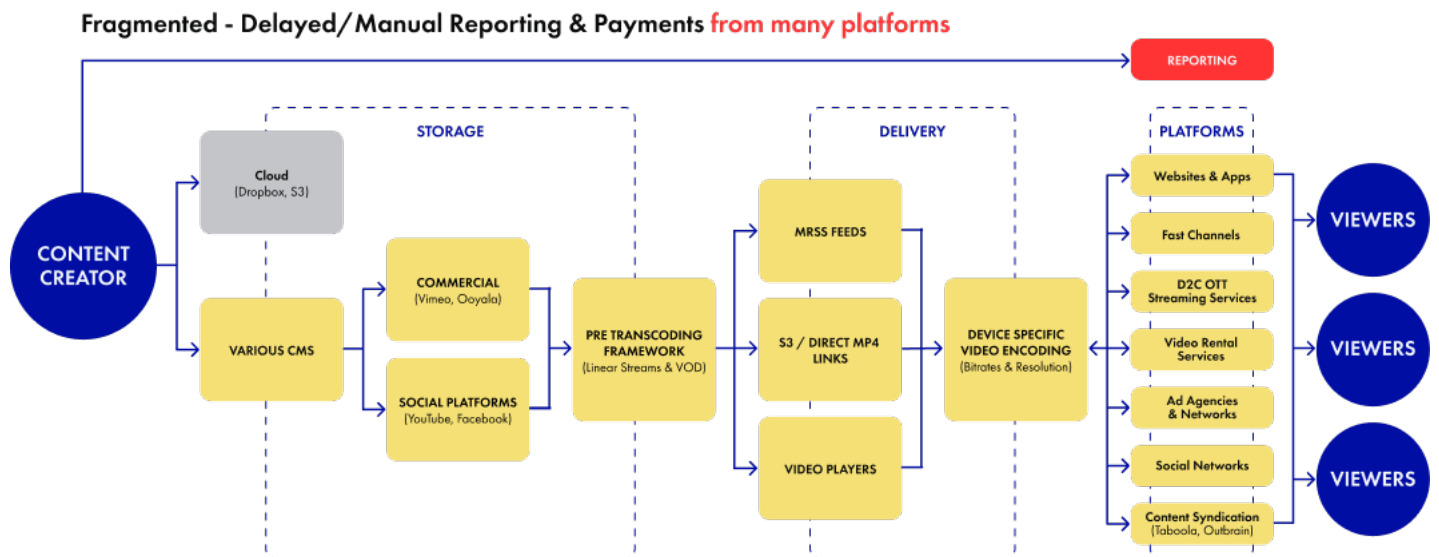 Fragmented - Delayed/Manual Reporting & Payments from many platforms
REPORTING
STORAGE
DELIVERY
PLATFORMS
CONTENT
CREATOR
Cloud
(Dropbox, S3)
VARIOUS CMS
COMMERCIAL
(Vimeo, Ooyala)
SOCIAL PLATFORMS
(YouTube, Facebook)
PRE TRANSCODING
FRAMEWORK
(Linear Streams & VOD)
MRSS FEEDS
S3 / DIRECT MP4
LINKS
VIDEO PLAYERS
DEVICE SPECIFIC
VIDEO ENCODING
(Bitrates & Resolution)
Websites & Apps
Fast Channels
D2C OTT
Streaming Services
Video Rental
Services
Ad Agencies
& Networks
Social Networks
Content Syndication
(Taboola, Outbrain)
VIEWERS
VIEWERS
VIEWERS